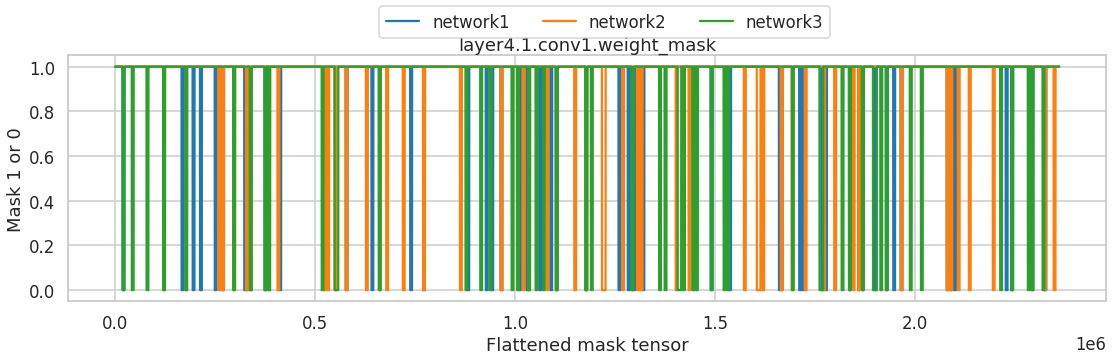 network1 network2 network3
layer4.1.conv1.weight_mask
Mask 1 or 0
1.0
0.8
0.6
0.4
0.2
0.0
0.0 0.5 1.0 1.5 2.0
1e6
Flattened mask tensor